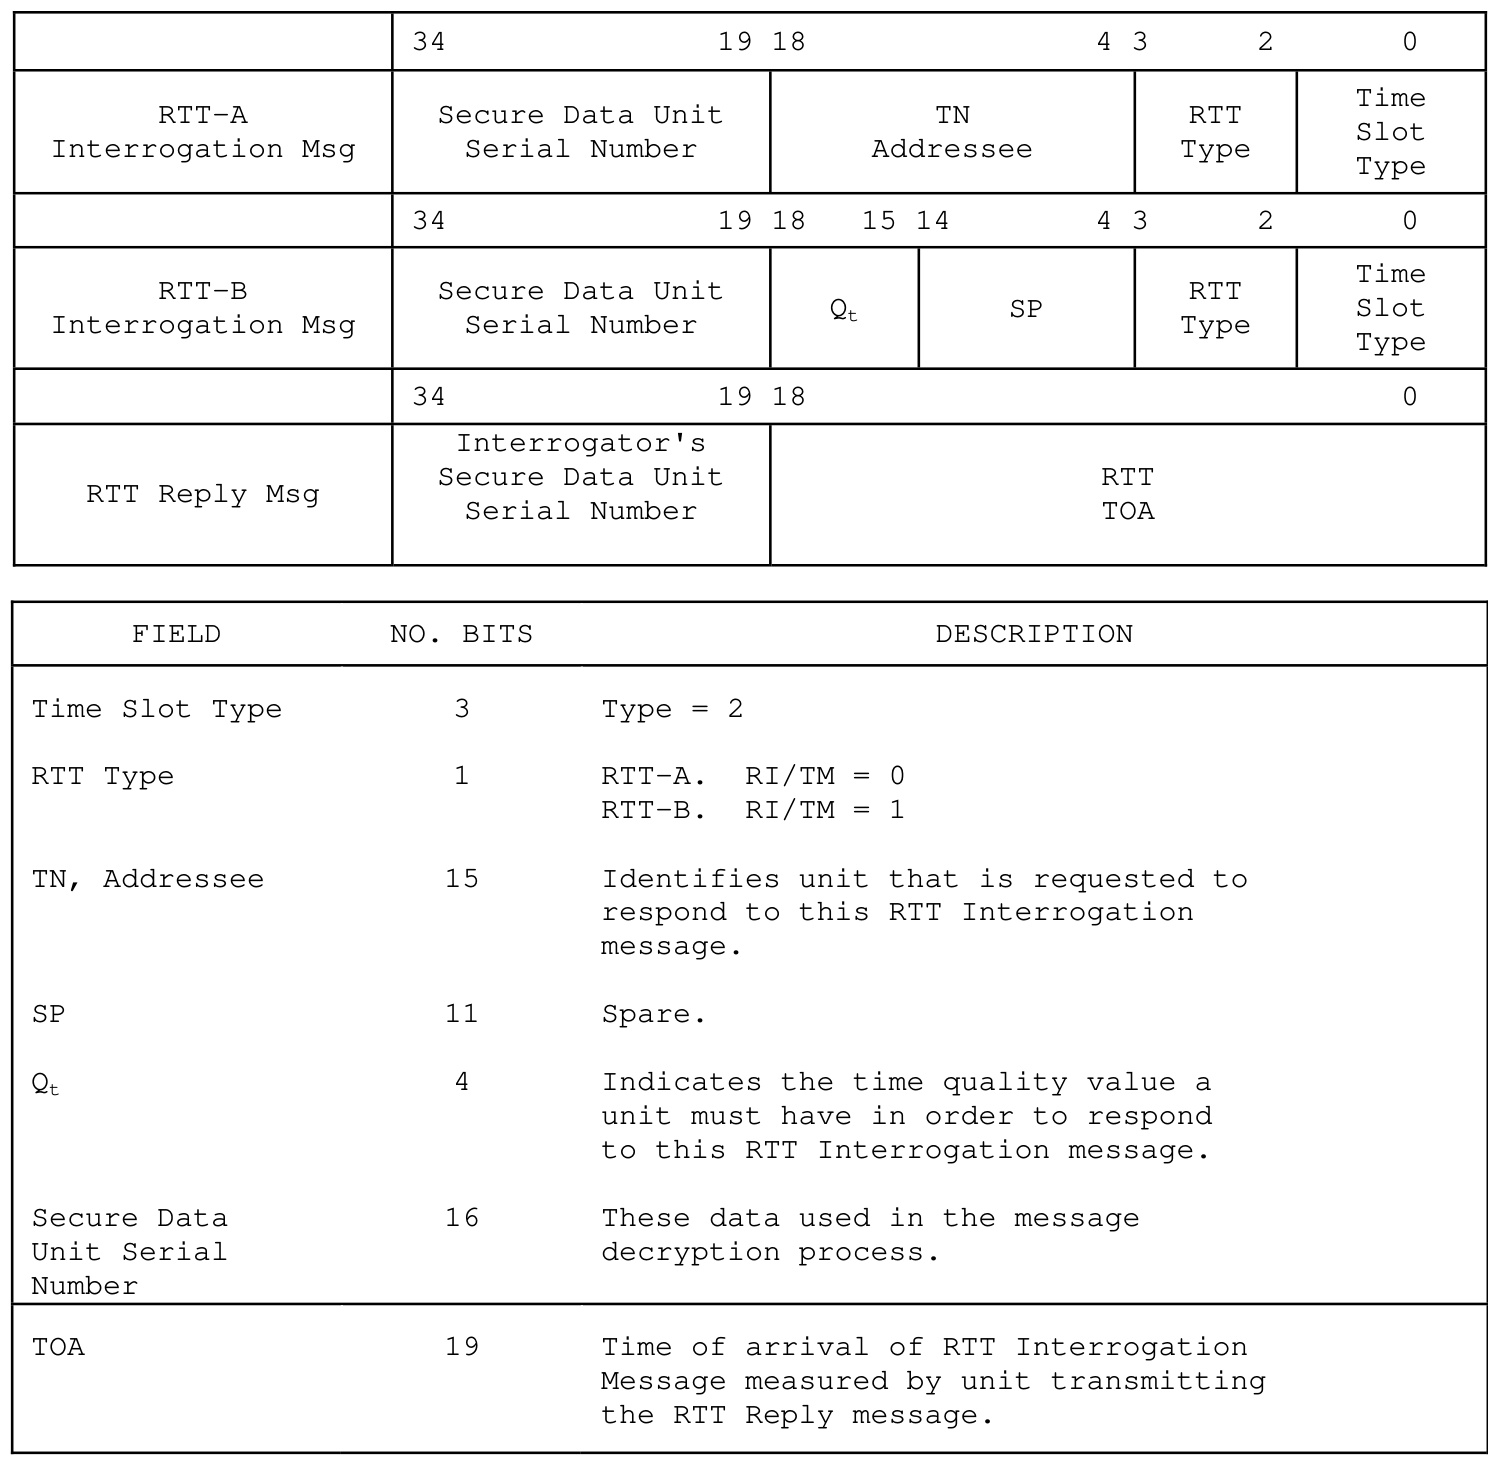 34 19 18 4 3 2 0
RTT-A
Interrogation Msg
Secure Data Unit
Serial Number
TN
Addressee
RTT
Type
Time
Slot
Type
34 19 18 15 14 4 3 2 0
RTT-B
Interrogation Msg
Secure Data Unit
Serial Number
Qt
SP
RTT
Type
Time
Slot
Type
34 19 18 0
RTT Reply Msg
Interrogator's
Secure Data Unit
Serial Number
RTT
TOA
FIELD NO. BITS DESCRIPTION
Time Slot Type 3 Type = 2
RTT Type 1 RTT-A. RI/TM = 0
RTT-B. RI/TM = 1
TN, Addressee 15 Identifies unit that is requested to
respond to this RTT Interrogation
message.
SP 11 Spare.
Qt 4 Indicates the time quality value a
unit must have in order to respond
to this RTT Interrogation message.
Secure Data 16 These data used in the message
Unit Serial decryption process.
Number
TOA 19 Time of arrival of RTT Interrogation
Message measured by unit transmitting
the RTT Reply message.